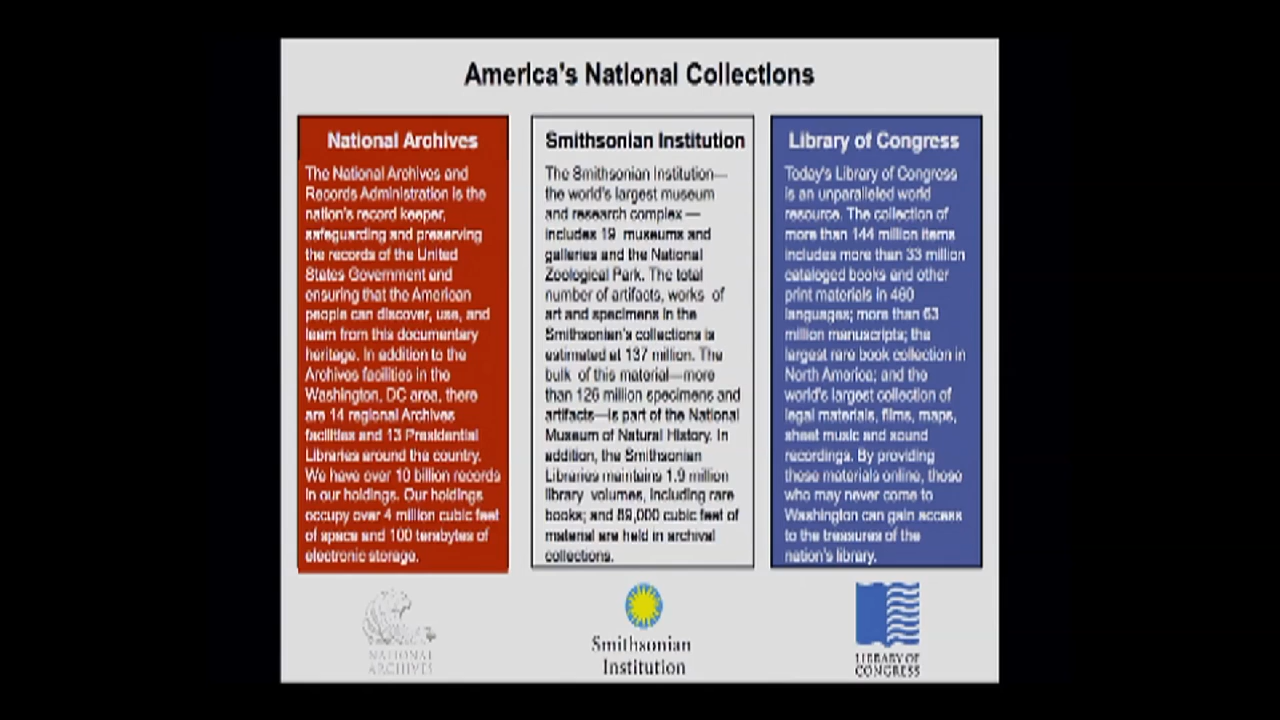 America's National Collections
National Archives
The National Archives and
Records Administration is the
nation's record keeper,
safeguarding and preserving
the records of the United
States Government and
ensuring that the American
people can discover, use, and
learn from this documentary
heritage. In addition to the
Archives facilities in the
Washington, DC area, there
are 14 regional Archives
facilities and 13 Presidential
Libraries around the country.
We have over 10 billion records
in our holdings. Our holdings
occupy over 4 million cubic feet
of space and 100 terabytes of
electronic storage.
Smithsonian Institution
The Smithsonian Institution—
the world's largest museum
and research complex —
includes 19 museums and
galleries and the National
Zoological Park. The total
number of artifacts, works of
art and specimens in the
Smithsonian's collections is
estimated at 137 million. The
bulk of this material—more
than 126 million specimens and
artifacts—is part of the National
Museum of Natural History. In
addition, the Smithsonian
Libraries maintains 1.9 million
library volumes, including rare
books; and 89,000 cubic feet of
material are held in archival
collections.
Library of Congress
Today's Library of Congress
is an unparalleled world
resource. The collection of
more than 144 million items
includes more than 33 million
cataloged books and other
print materials in 460
languages; more than 63
million manuscripts; the
largest rare book collection in
North America; and the
world's largest collection of
legal materials, films, maps,
sheet music and sound
recordings. By providing
these materials online, those
who may never come to
Washington can gain access
to the treasures of the
nation's library.
NATIONAL
ARCHIVES
Smithsonian
Institution
LIBRARY OF
CONGRESS